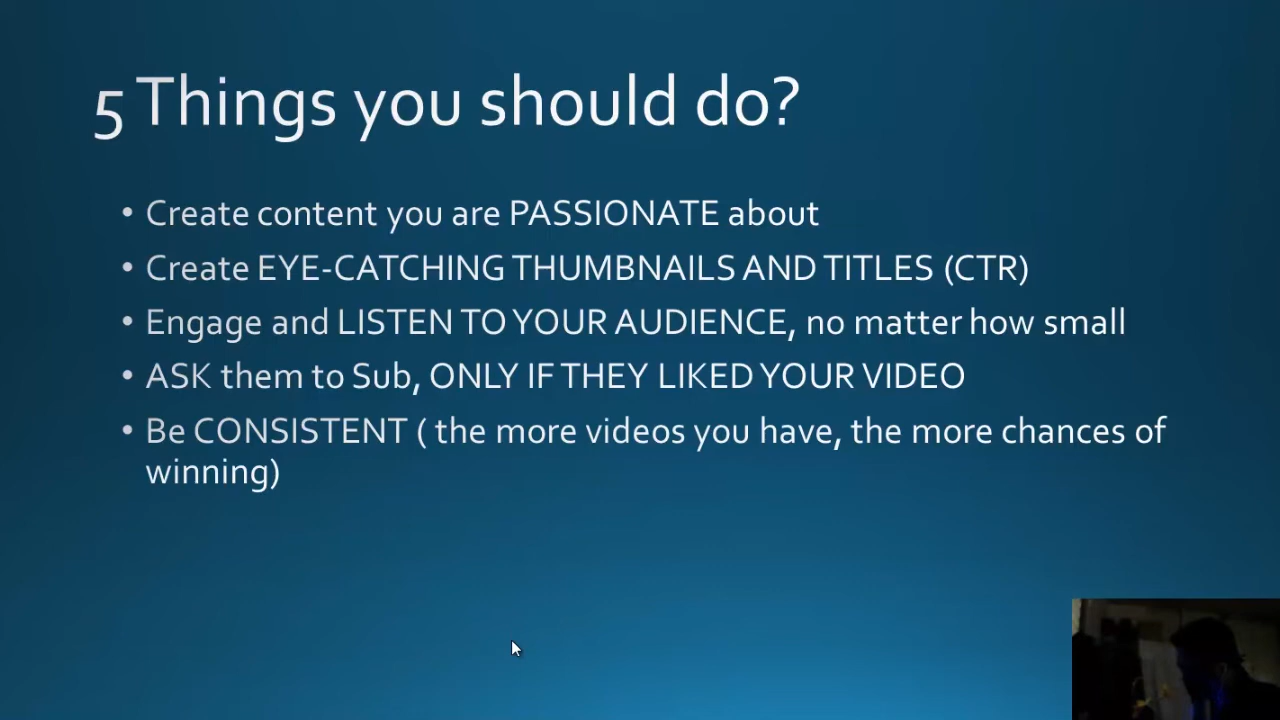 5 Things you should do?
• Create content you are PASSIONATE about
• Create EYE-CATCHING THUMBNAILS AND TITLES (CTR)
• Engage and LISTEN TO YOUR AUDIENCE, no matter how small
• ASK them to Sub, ONLY IF THEY LIKED YOUR VIDEO
• Be CONSISTENT ( the more videos you have, the more chances of
winning)